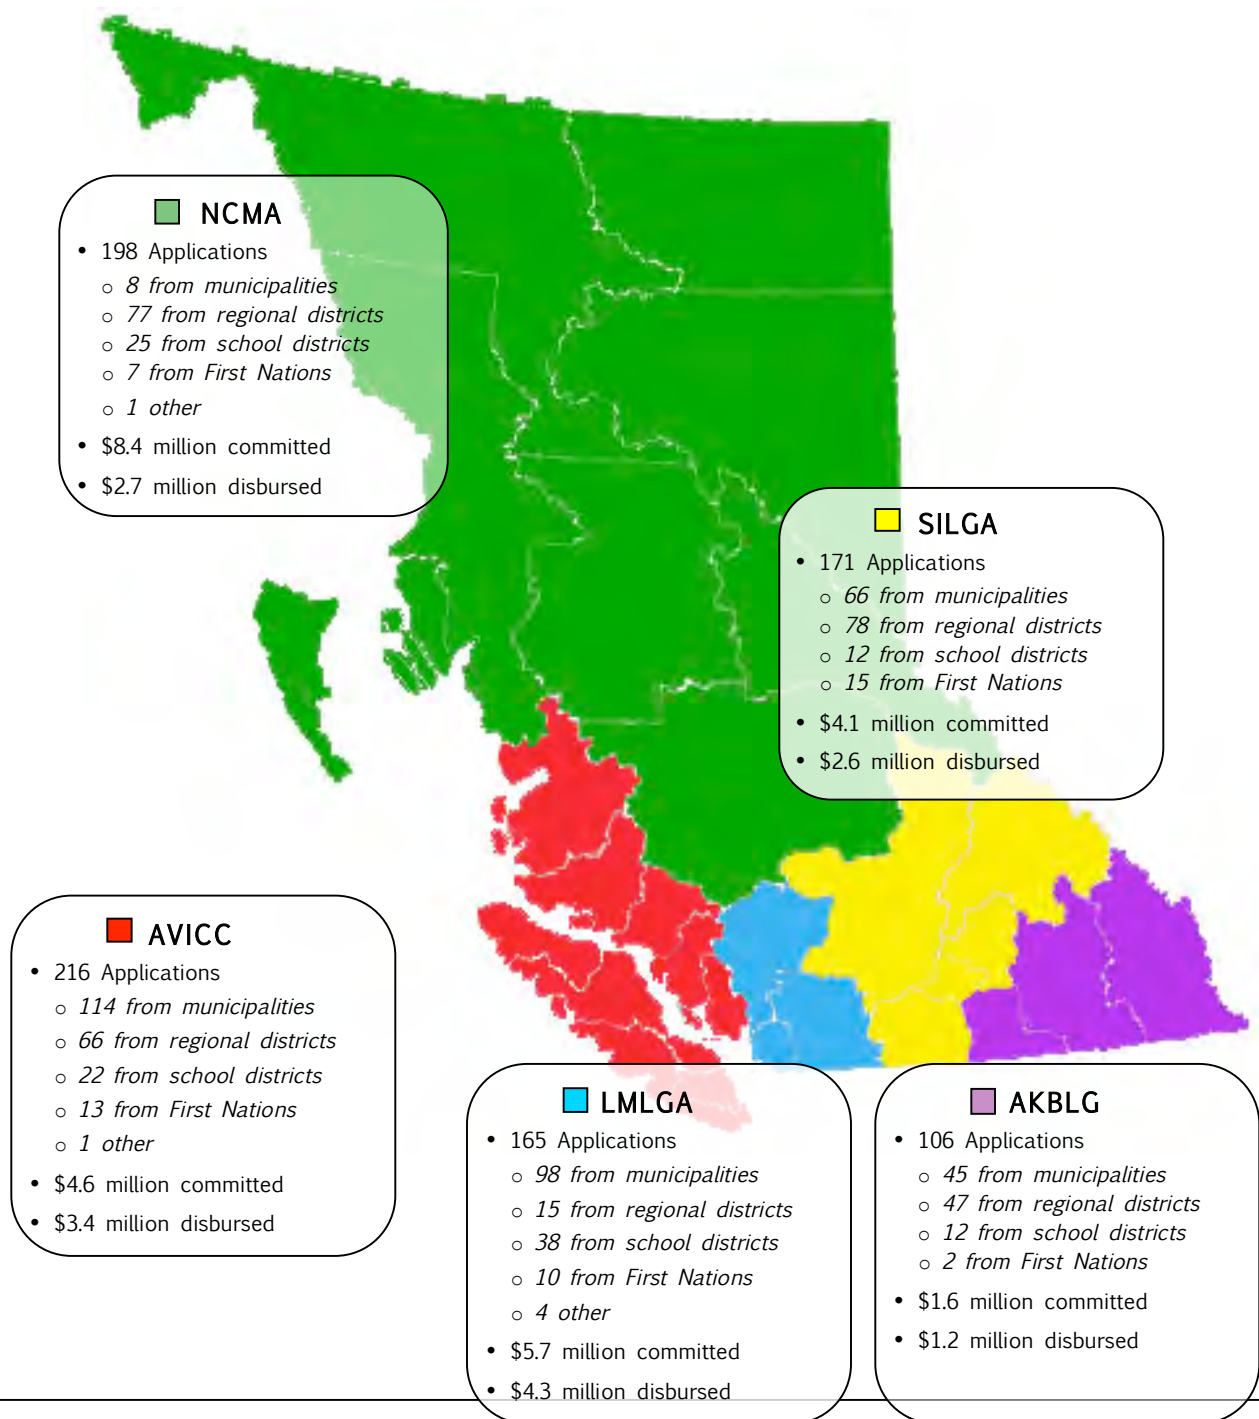 NCMA
• 198 Applications
o 8 from municipalities
o 77 from regional districts
o 25 from school districts
o 7 from First Nations
o 1 other
• $8.4 million committed
• $2.7 million disbursed
SILGA
• 171 Applications
o 66 from municipalities
o 78 from regional districts
o 12 from school districts
o 15 from First Nations
• $4.1 million committed
• $2.6 million disbursed
AVICC
• 216 Applications
o 114 from municipalities
o 66 from regional districts
o 22 from school districts
o 13 from First Nations
o 1 other
• $4.6 million committed
• $3.4 million disbursed
LMLGA
• 165 Applications
o 98 from municipalities
o 15 from regional districts
o 38 from school districts
o 10 from First Nations
o 4 other
• $5.7 million committed
• $4.3 million disbursed
AKBLG
• 106 Applications
o 45 from municipalities
o 47 from regional districts
o 12 from school districts
o 2 from First Nations
• $1.6 million committed
• $1.2 million disbursed